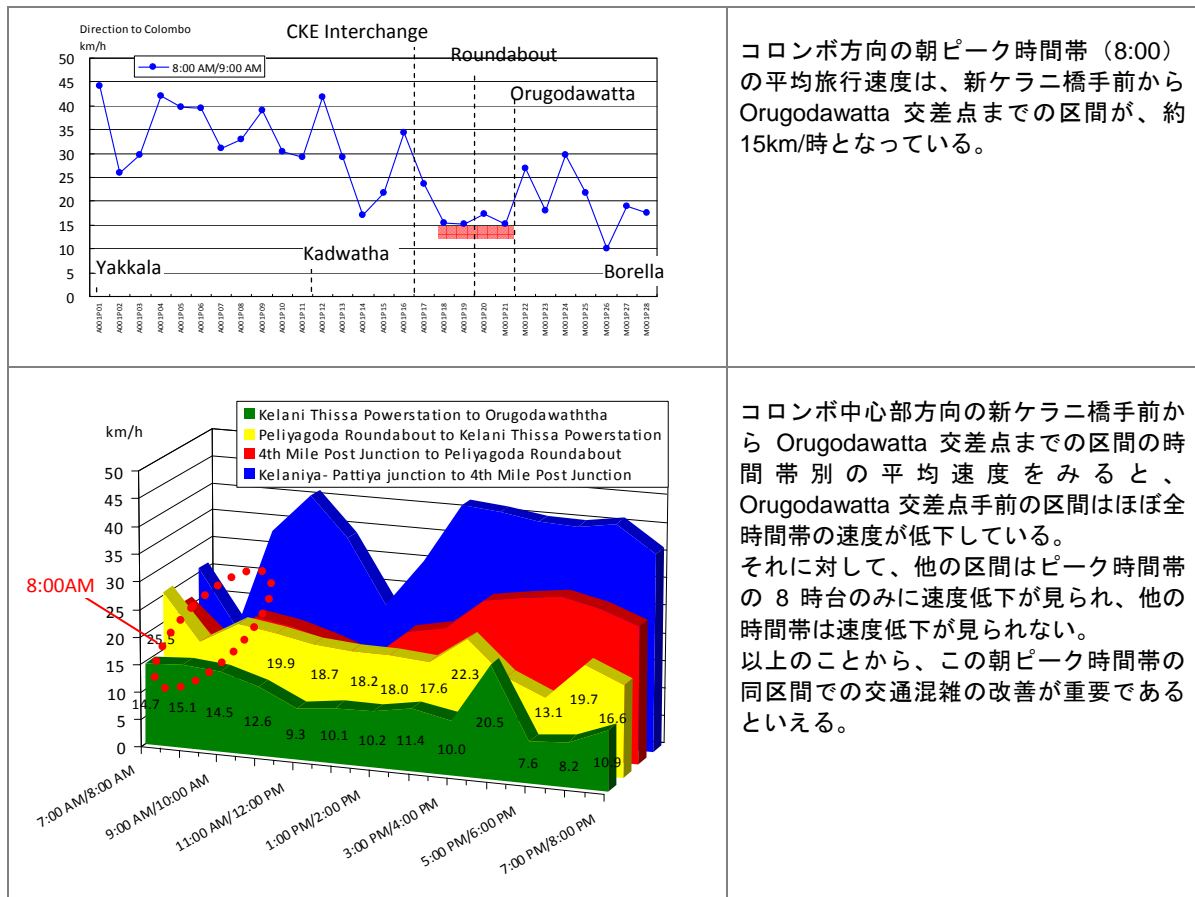 Direction to Colombo
km/h
CKE Interchange
Roundabout
Orugodawatta
8:00 AM/9:00 AM
50
45
40
35
30
25
20
15
10
5
0
Yakkala
Kadwatha
Borella
A001P01
A001P02
A001P03
A001P04
A001P05
A001P06
A001P07
A001P08
A001P09
A001P10
A001P11
A001P12
A001P13
A001P14
A001P15
A001P16
A001P17
A001P18
A001P19
A001P20
M001P21
M001P22
M001P23
M001P24
M001P25
M001P26
M001P27
M001P28
コロンボ方向の朝ピーク時間帯（8:00）
の平均旅行速度は、新ケラニ橋手前から
Orugodawatta 交差点までの区間が、約
15km/時となっている。
Kelani Thissa Powerstation to Orugodawaththa
Peliyagoda Roundabout to Kelani Thissa Powerstation
4th Mile Post Junction to Peliyagoda Roundabout
Kelaniya- Pattiya junction to 4th Mile Post Junction
km/h
50
45
40
35
30
25
20
15
10
5
0
8:00AM
25.5
19.9
18.7
18.2
18.0
17.6
22.3
13.1
19.7
16.6
14.7
15.1
14.5
12.6
9.3
10.1
10.2
11.4
10.0
20.5
7.6
8.2
10.9
7:00 AM/8:00 AM
9:00 AM/10:00 AM
11:00 AM/12:00 PM
1:00 PM/2:00 PM
3:00 PM/4:00 PM
5:00 PM/6:00 PM
7:00 PM/8:00 PM
コロンボ中心部方向の新ケラニ橋手前か
ら Orugodawatta 交差点までの区間の時
間帯別の平均速度をみると、
Orugodawatta 交差点手前の区間はほぼ全
時間帯の速度が低下している。
それに対して、他の区間はピーク時間帯
の 8 時台のみに速度低下が見られ、他の
時間帯は速度低下が見られない。
以上のことから、この朝ピーク時間帯の
同区間での交通混雑の改善が重要である
といえる。